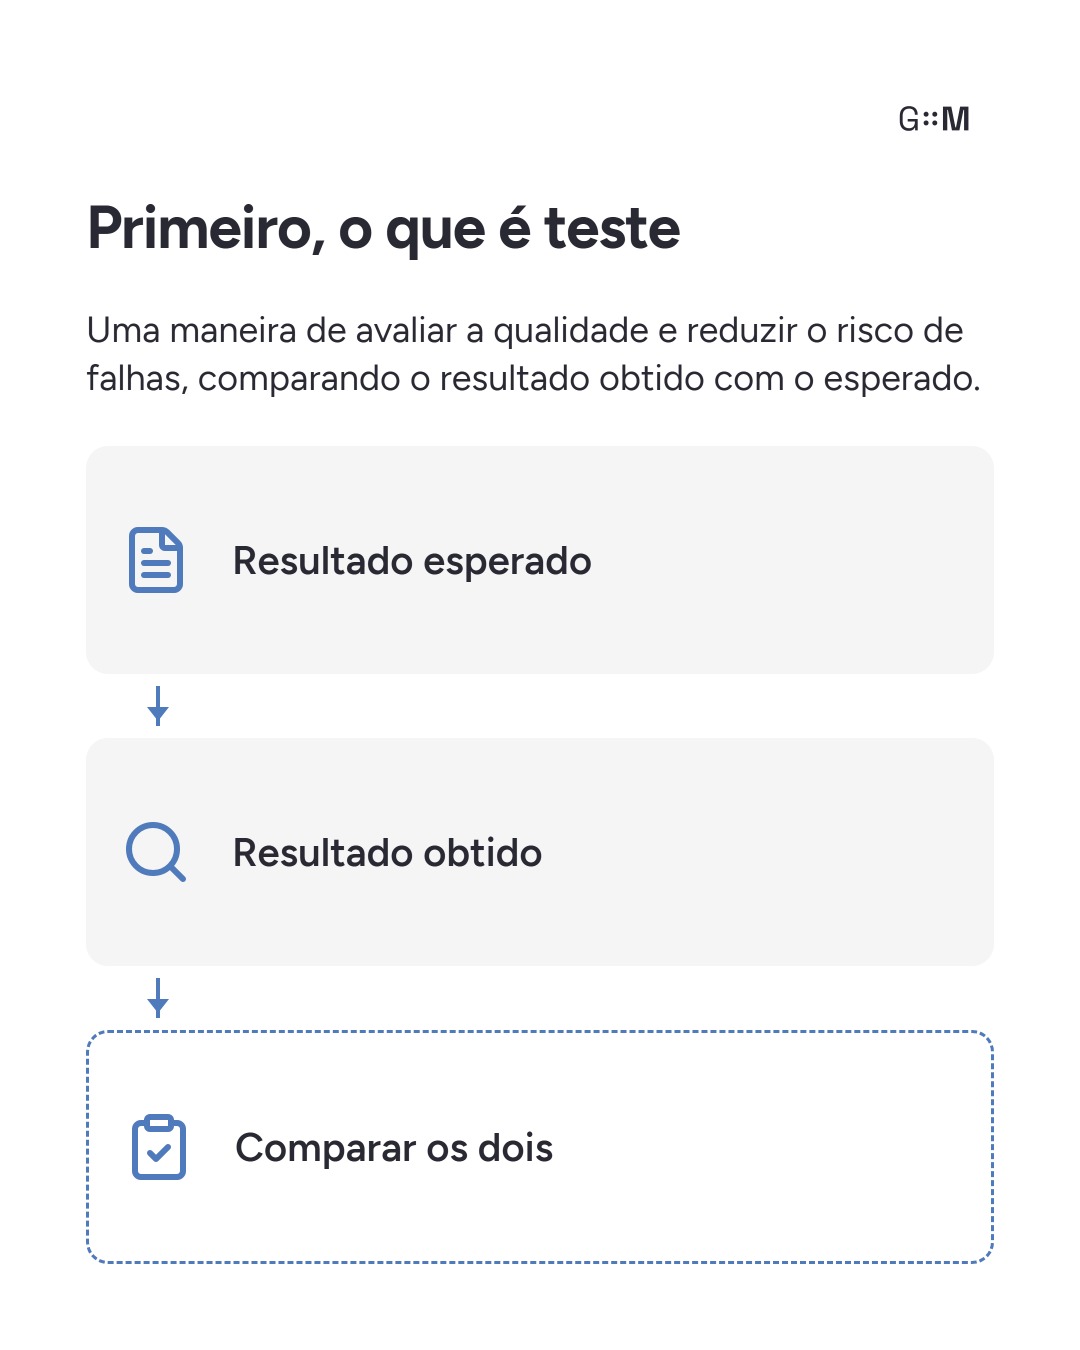 G::M
Primeiro, o que é teste
Uma maneira de avaliar a qualidade e reduzir o risco de
falhas, comparando o resultado obtido com o esperado.
Resultado esperado
Resultado obtido
Comparar os dois